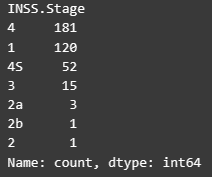 INSS.Stage
4     181
1     120
4S     52
3      15
2a      3
2b      1
2       1
Name: count, dtype: int64